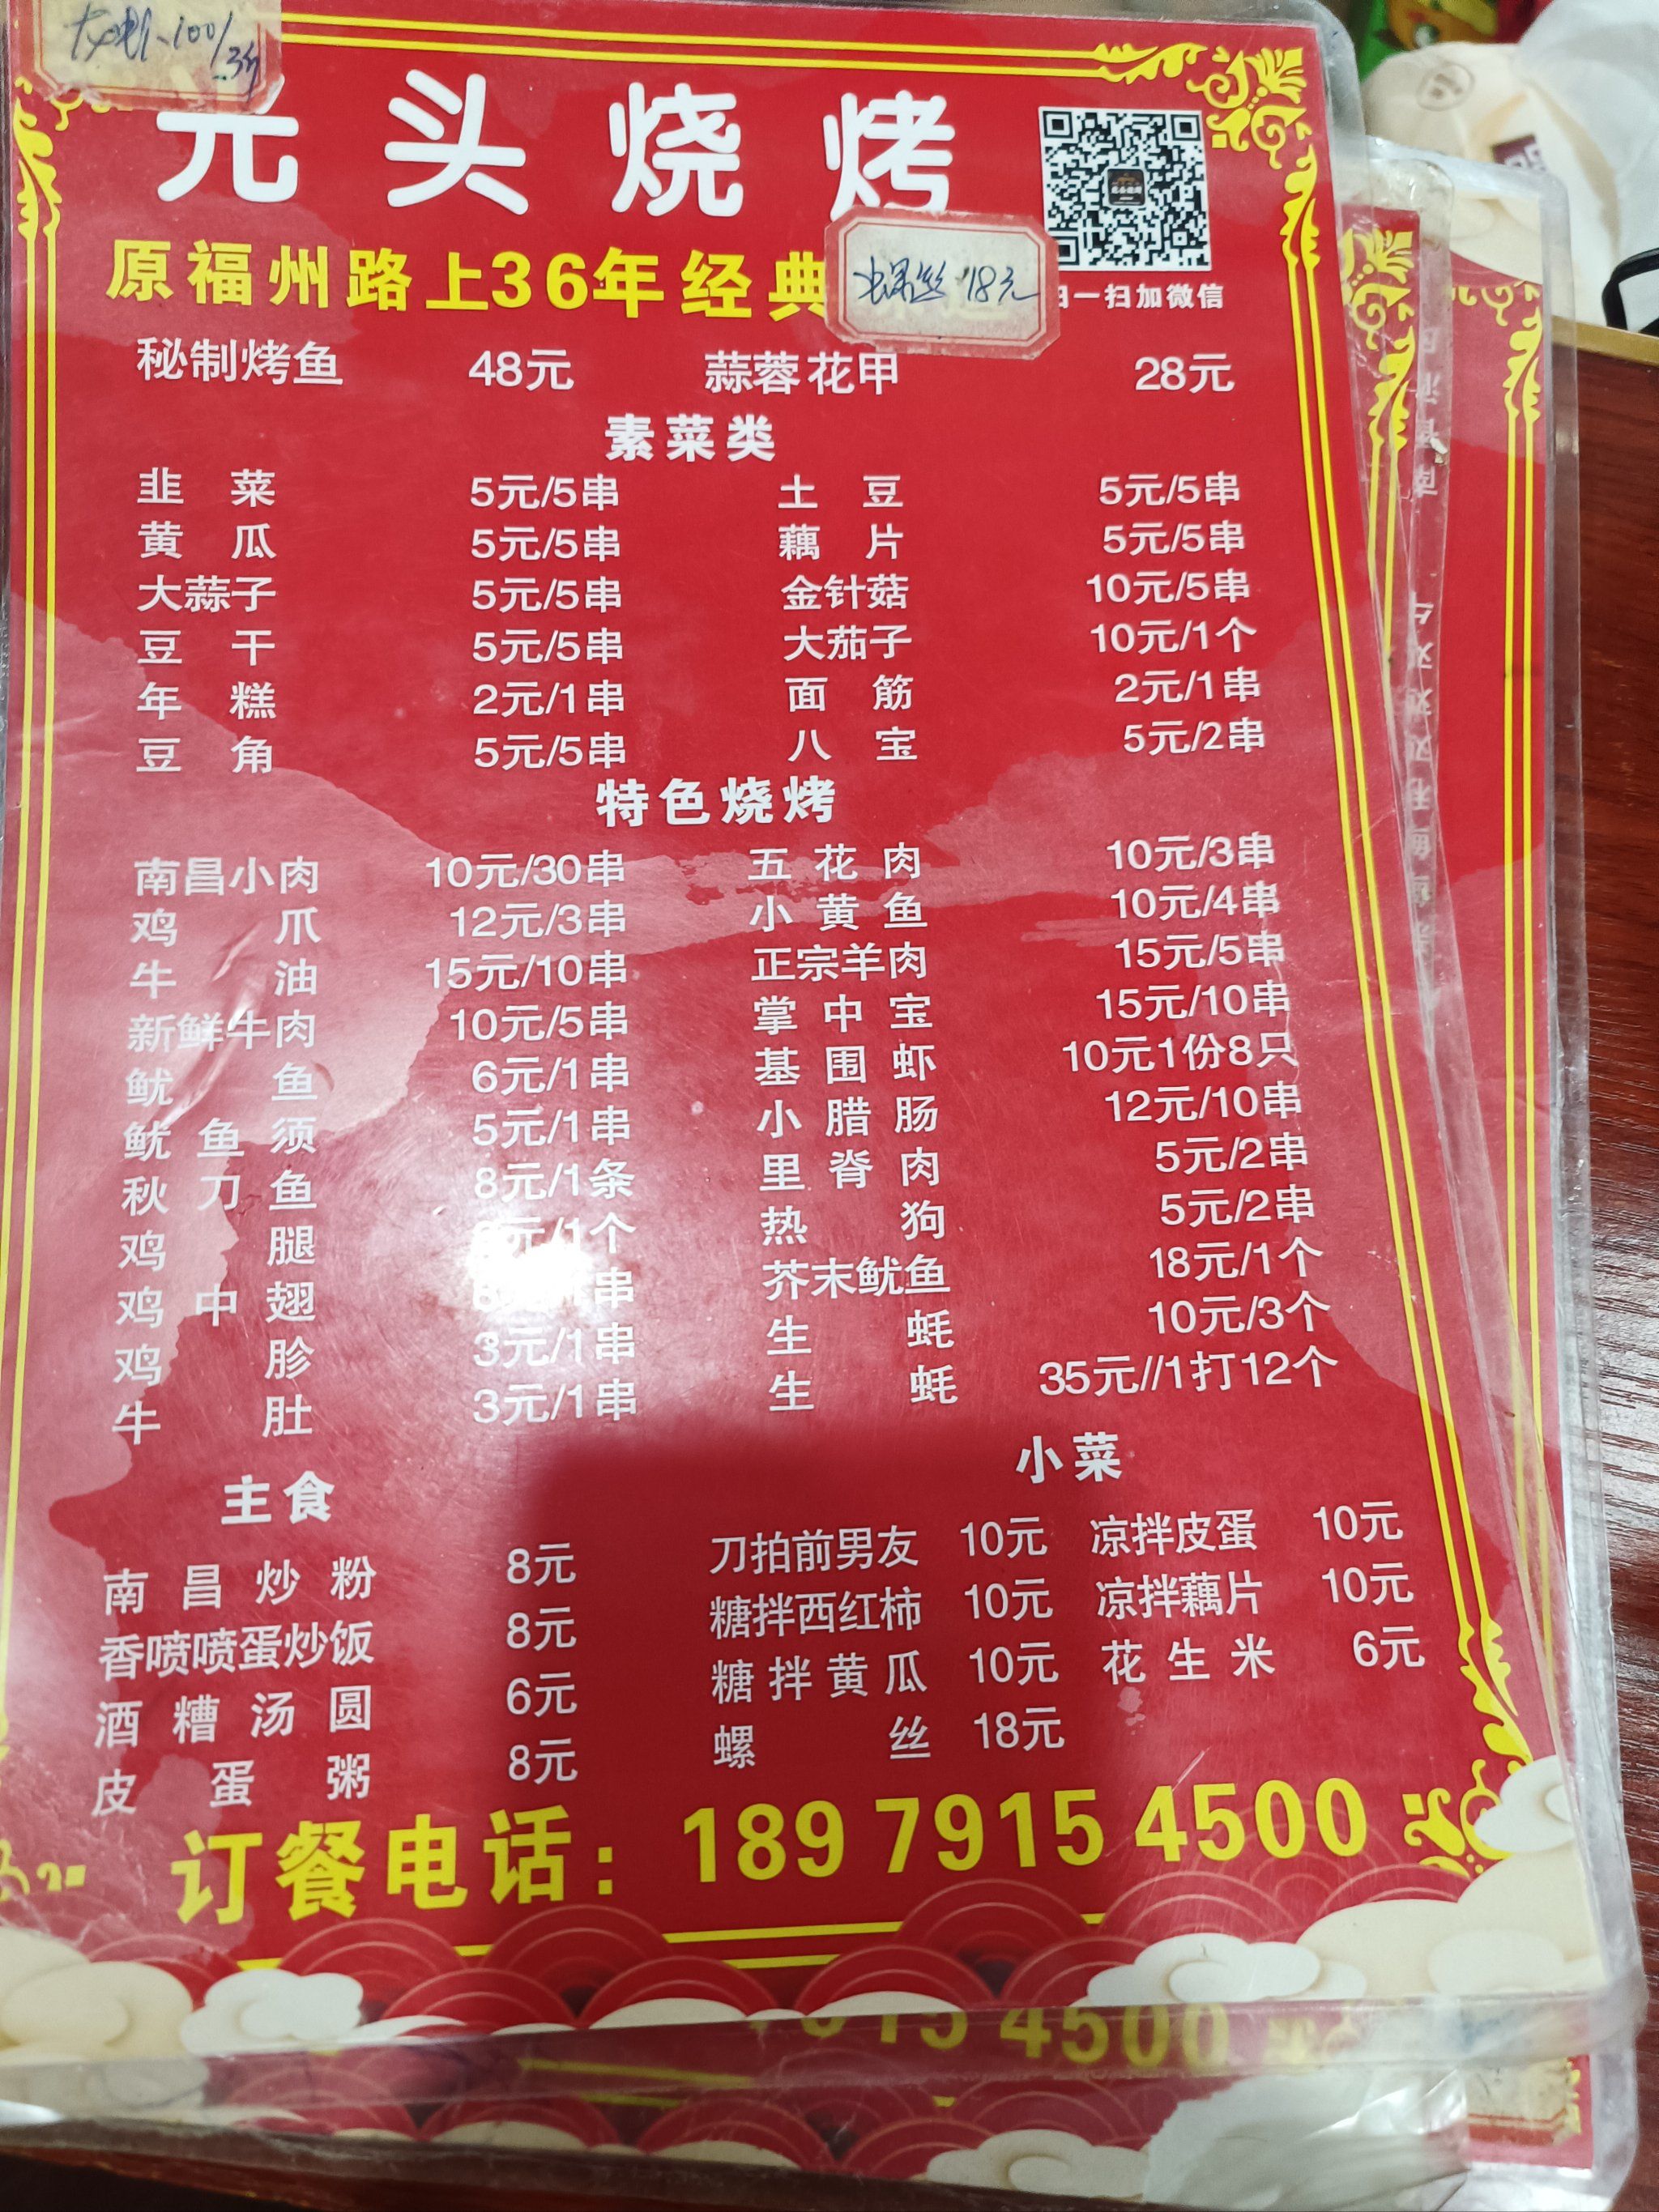 100/3斤
元头烧烤
原福州路上36年经典
螺丝 18元
扫一扫加微信
秘制烤鱼 48元 蒜蓉花甲 28元
素菜类
韭菜 5元/5串 土豆 5元/5串
黄瓜 5元/5串 藕片 5元/5串
大蒜子 5元/5串 金针菇 10元/5串
豆干 5元/5串 大茄子 10元/1个
年糕 2元/1串 面筋 2元/1串
豆角 5元/5串 八宝 5元/2串
特色烧烤
南昌小肉 10元/30串 五花肉 10元/3串
鸡爪 12元/3串 小黄鱼 10元/4串
牛油 15元/10串 正宗羊肉 15元/5串
新鲜牛肉 10元/5串 掌中宝 15元/10串
鱿鱼 6元/1串 基围虾 10元1份8只
鱿鱼须 5元/1串 小腊肠 12元/10串
秋刀鱼 8元/1条 里脊肉 5元/2串
鸡腿 元/1个 热狗 5元/2串
鸡中翅 串 芥末鱿鱼 18元/1个
鸡胗 3元/1串 生蚝 10元/3个
牛肚 3元/1串 生蚝 35元//1打12个
主食 小菜
南昌炒粉 8元 刀拍前男友 10元 凉拌皮蛋 10元
香喷喷蛋炒饭 8元 糖拌西红柿 10元 凉拌藕片 10元
酒糟汤圆 6元 糖拌黄瓜 10元 花生米 6元
皮蛋粥 8元 螺丝 18元
订餐电话：189 7915 4500
7915 4500